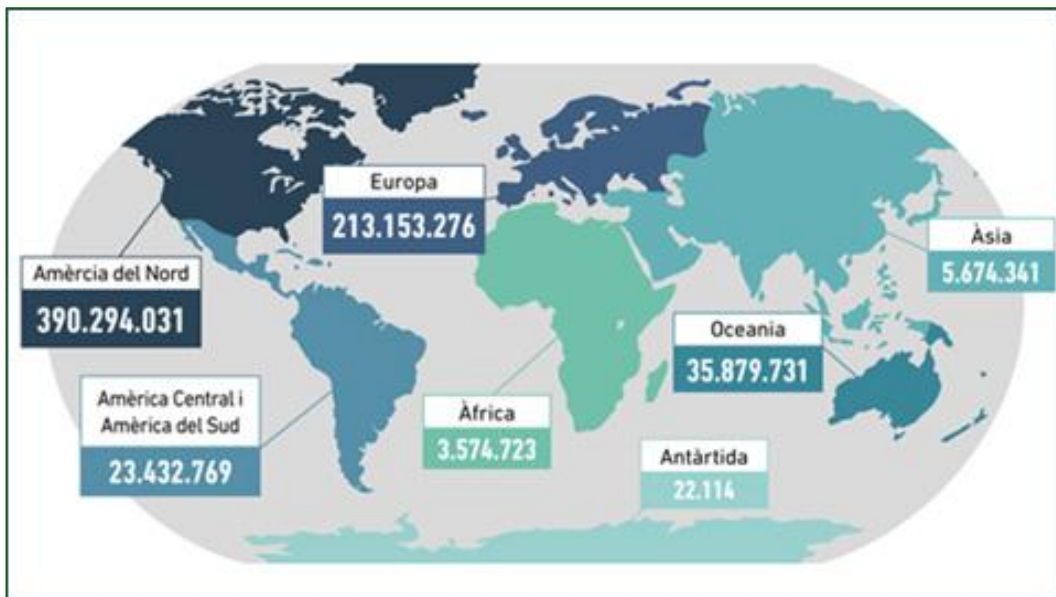 Europa
213.153.276
Àsia
5.674.341
Amèrcia del Nord
390.294.031
Oceania
35.879.731
Amèrica Central i
Amèrica del Sud
23.432.769
Àfrica
3.574.723
Antàrtida
22.114